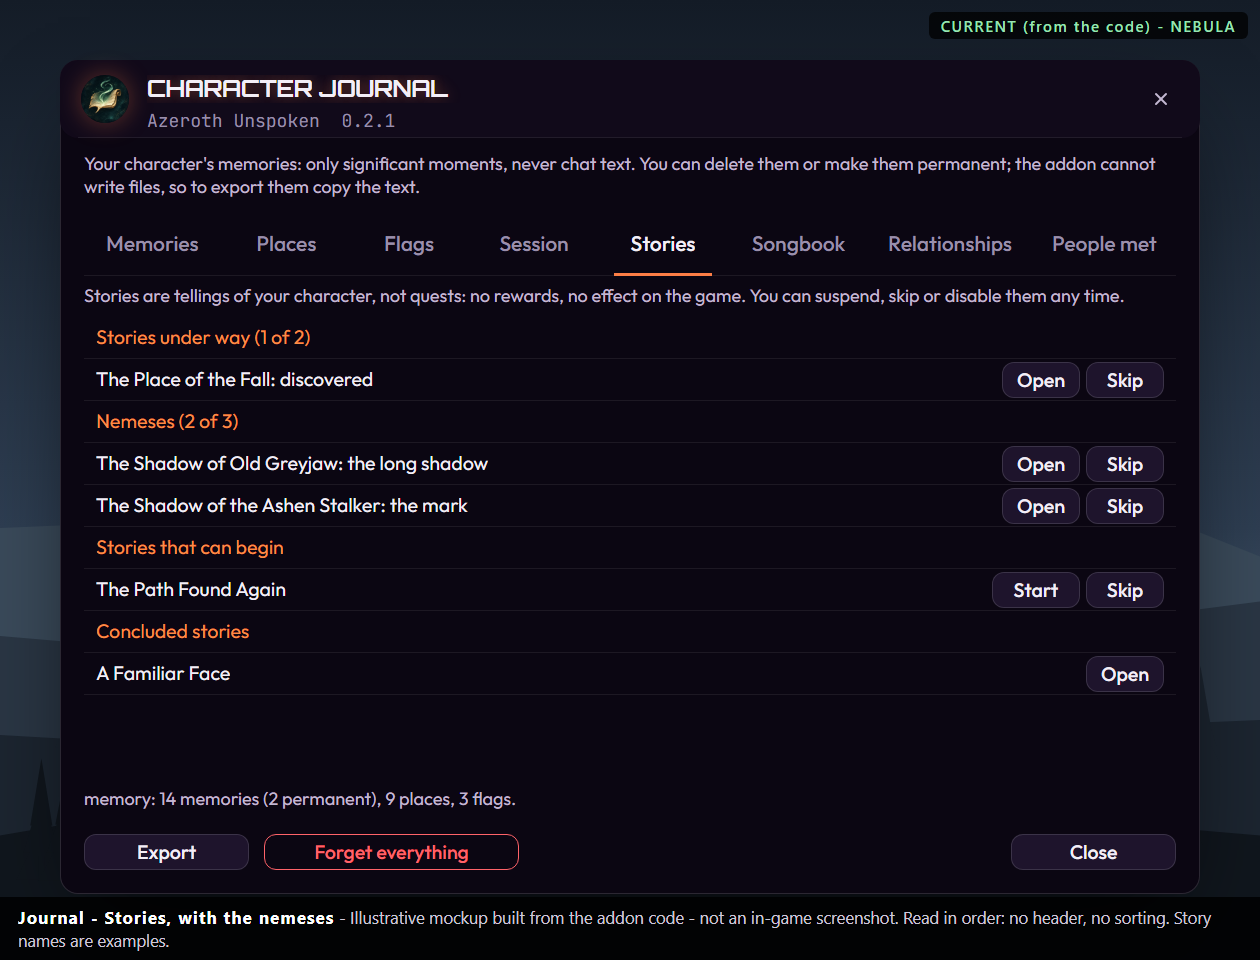 CURRENT (from the code) - NEBULA
CHARACTER JOURNAL
Azeroth Unspoken 0.2.1
Your character's memories: only significant moments, never chat text. You can delete them or make them permanent; the addon cannot
write files, so to export them copy the text.
Memories Places Flags Session Stories Songbook Relationships People met
Stories are tellings of your character, not quests: no rewards, no effect on the game. You can suspend, skip or disable them any time.
Stories under way (1 of 2)
The Place of the Fall: discovered Open Skip
Nemeses (2 of 3)
The Shadow of Old Greyjaw: the long shadow Open Skip
The Shadow of the Ashen Stalker: the mark Open Skip
Stories that can begin
The Path Found Again Start Skip
Concluded stories
A Familiar Face Open
memory: 14 memories (2 permanent), 9 places, 3 flags.
Export Forget everything Close
Journal - Stories, with the nemeses - Illustrative mockup built from the addon code - not an in-game screenshot. Read in order: no header, no sorting. Story
names are examples.